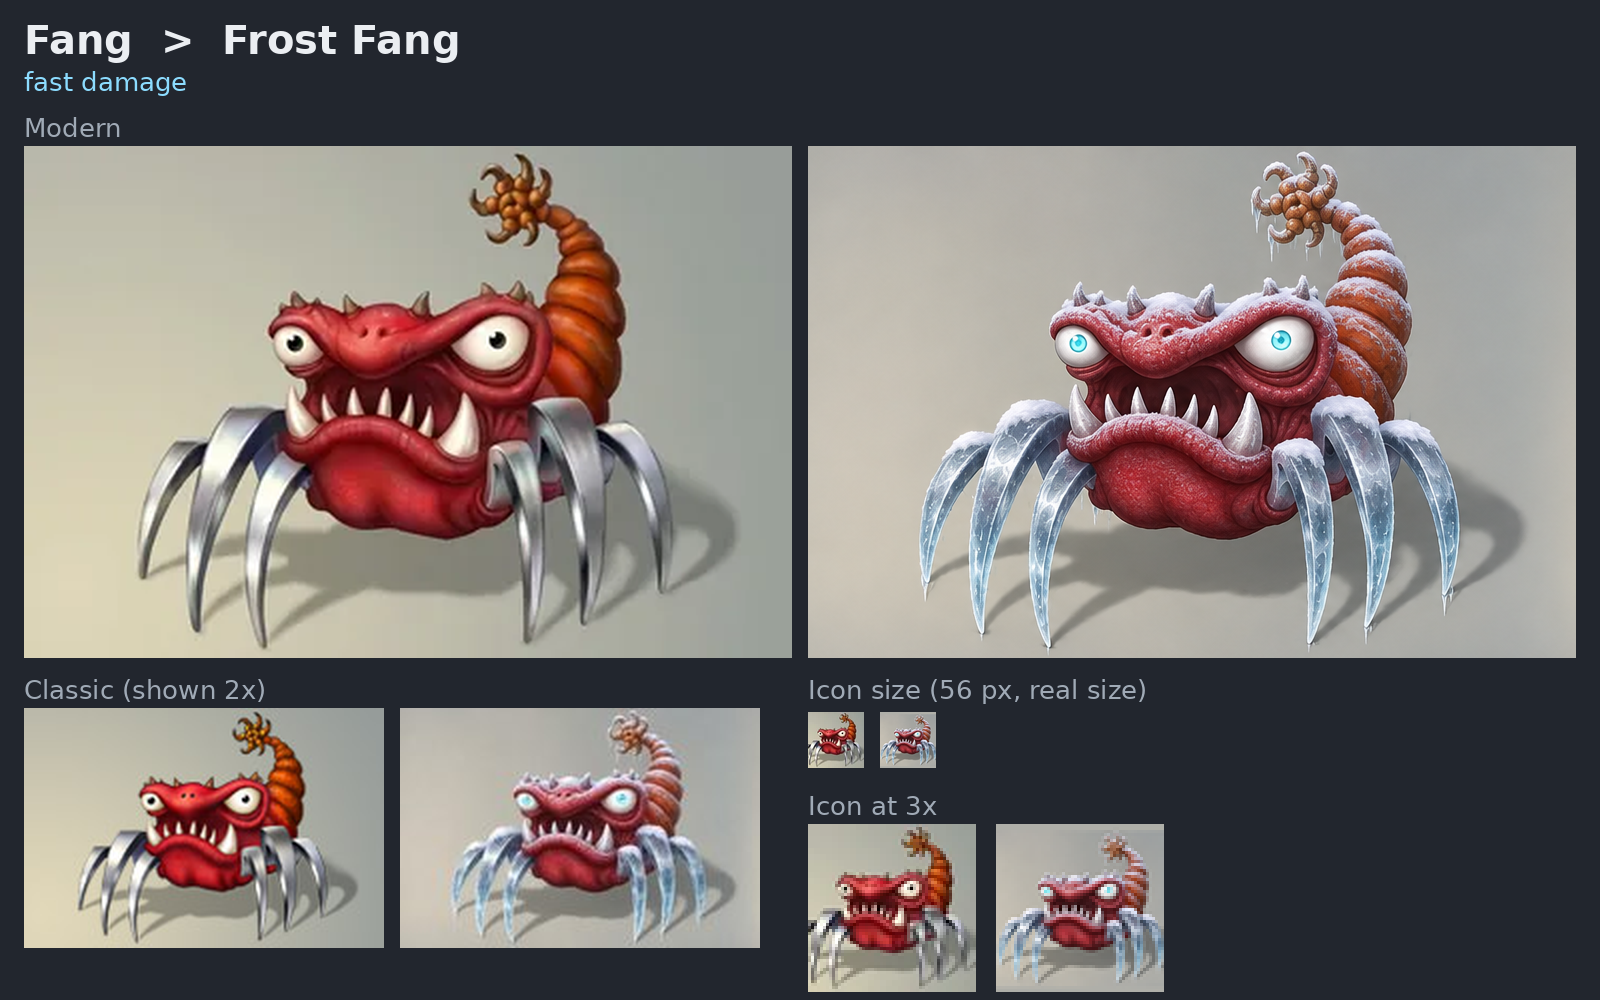 Fang > Frost Fang
fast damage
Modern
Classic (shown 2x)
Icon size (56 px, real size)
Icon at 3x